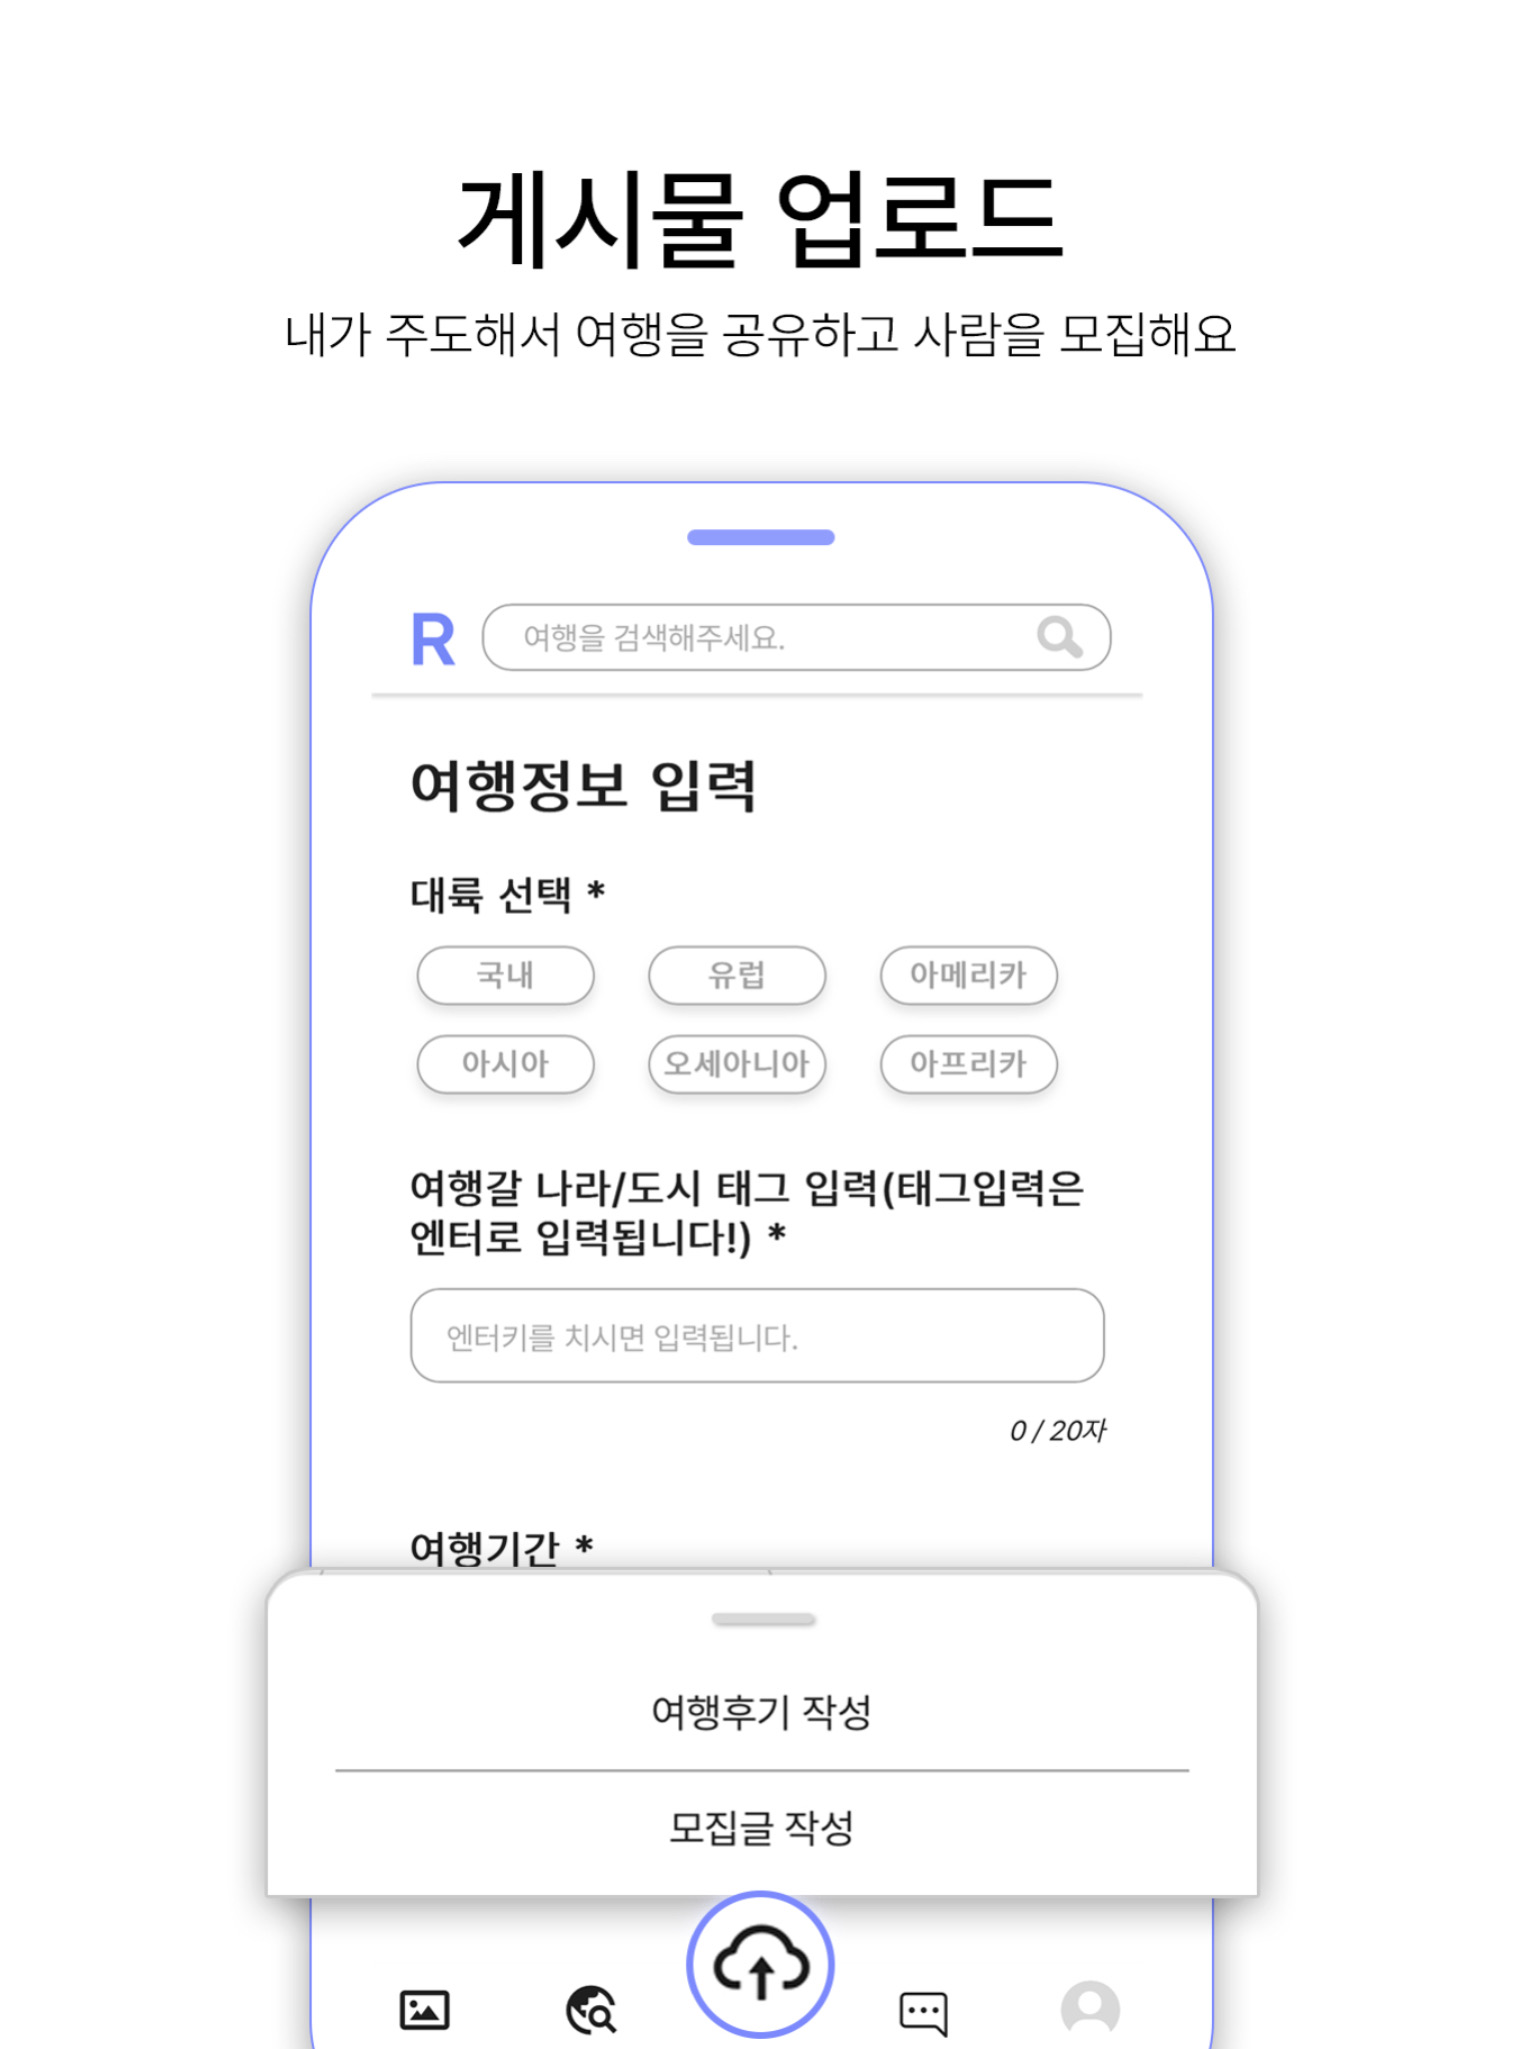 게시물 업로드
내가 주도해서 여행을 공유하고 사람을 모집해요
R 여행을 검색해주세요.
여행정보 입력
대륙 선택 *
국내 유럽 아메리카
아시아 오세아니아 아프리카
여행갈 나라/도시 태그 입력(태그입력은
엔터로 입력됩니다!) *
엔터키를 치시면 입력됩니다.
0 / 20자
여행기간 *
여행후기 작성
모집글 작성